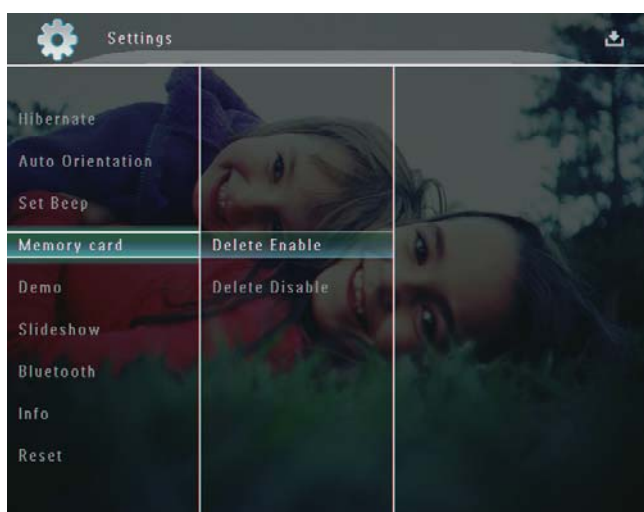 Settings
Hibernate
Auto Orientation
Set Beep
Memory card
Delete Enable
Demo
Delete Disable
Slideshow
Bluetooth
Info
Reset